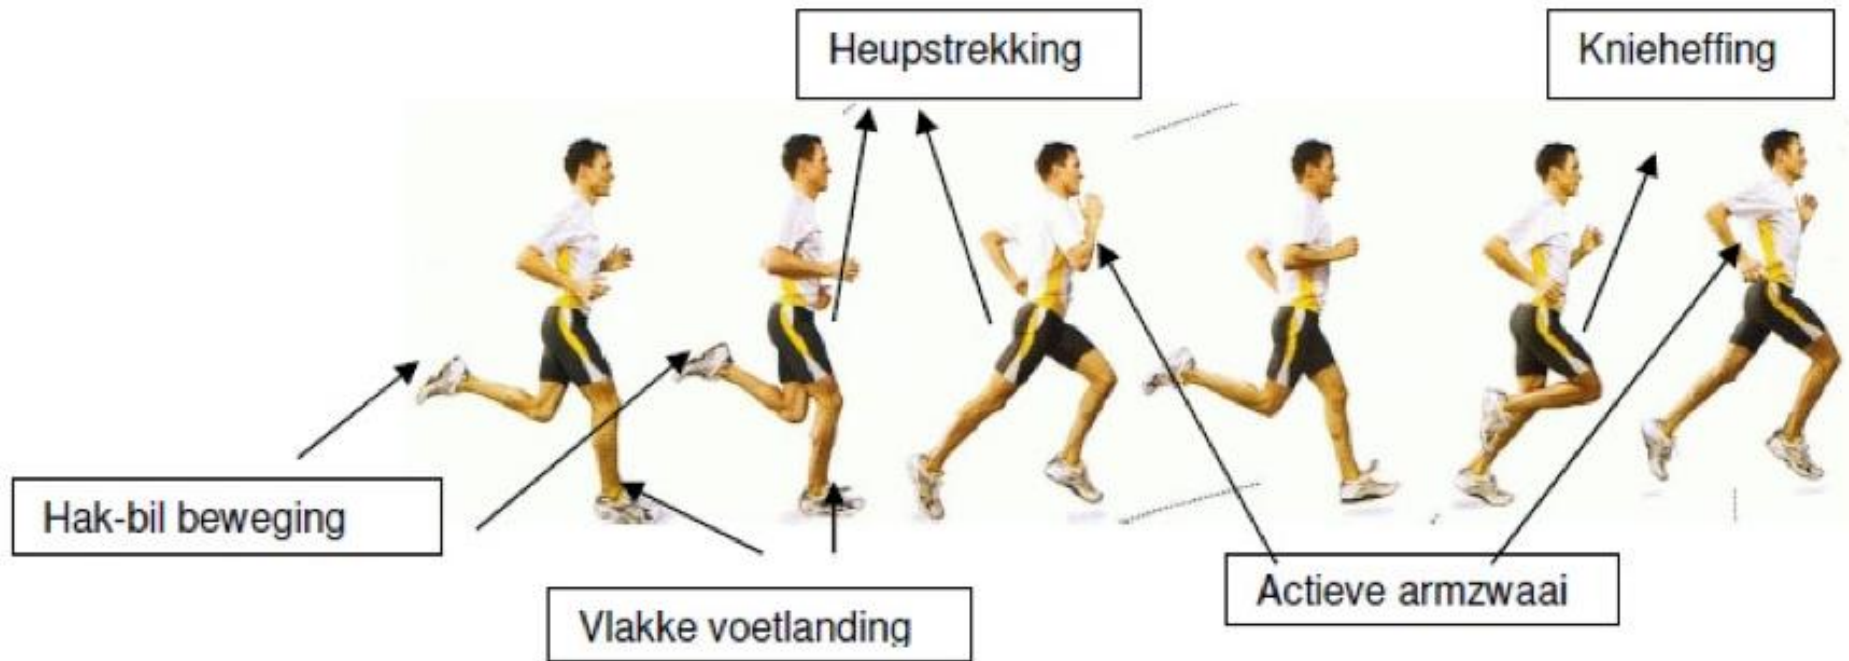 Heupstrekking
Knieheffing
Hak-bil beweging
Vlakke voetlanding
Actieve armzwaai